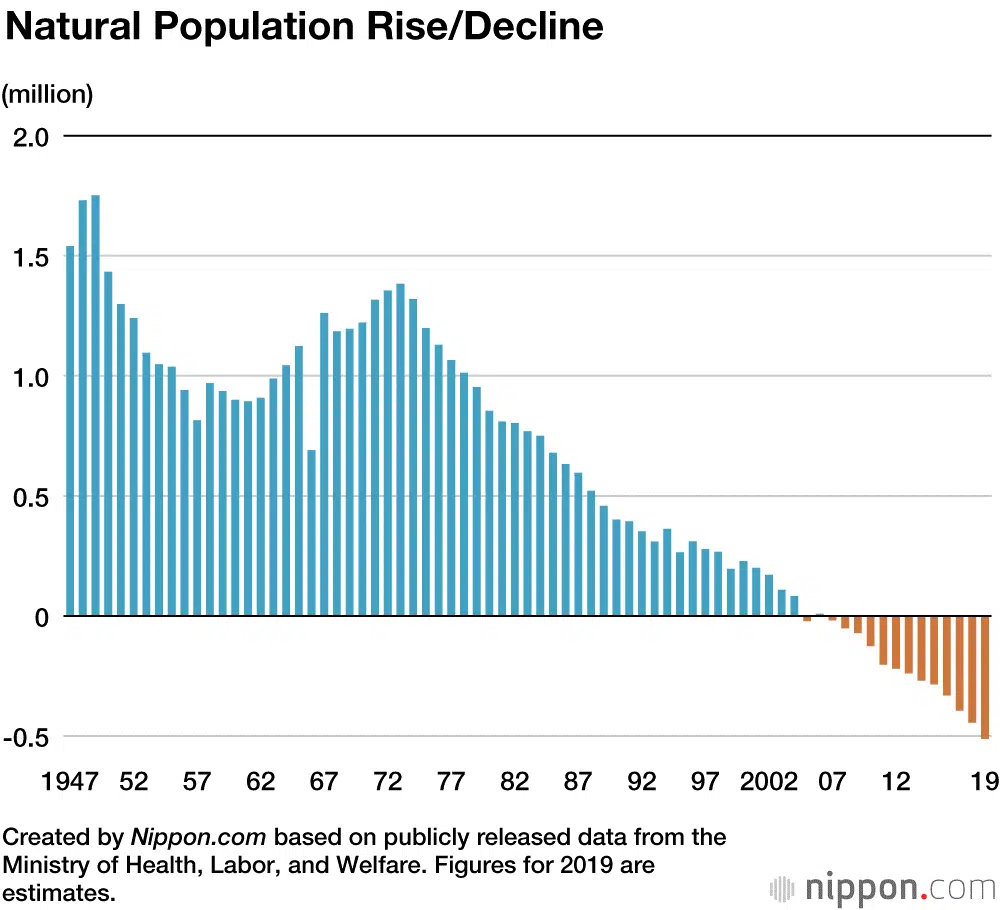 Natural Population Rise/Decline
(million)
2.0
1.5
1.0
0.5
0
-0.5
1947 52 57 62 67 72 77 82 87 92 97 2002 07 12 19
Created by Nippon.com based on publicly released data from the
Ministry of Health, Labor, and Welfare. Figures for 2019 are
estimates.
nippon.com